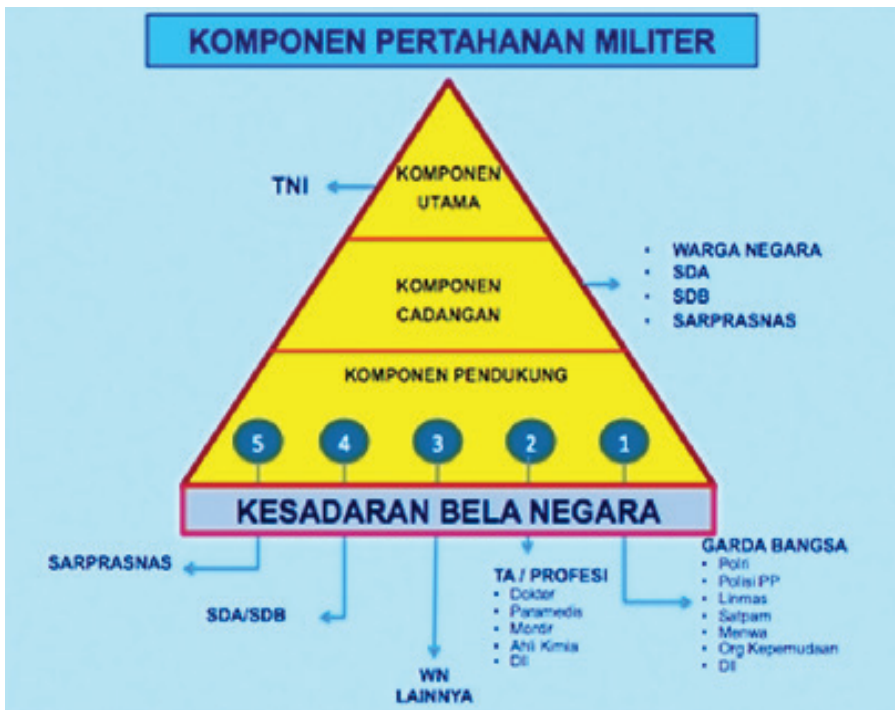 KOMPONEN PERTAHANAN MILITER
KOMPONEN
UTAMA
TNI
KOMPONEN
CADANGAN
• WARGA NEGARA
• SDA
• SDB
• SARPRASNAS
KOMPONEN PENDUKUNG
5 4 3 2 1
KESADARAN BELA NEGARA
SARPRASNAS
SDA/SDB
WN
LAINNYA
TA / PROFESI
• Dokter
• Paramedis
• Montir
• Ahli Kimia
• Dll
GARDA BANGSA
• Polri
• Polisi PP
• Linmas
• Satpam
• Menwa
• Org Kepemudaan
• Dll